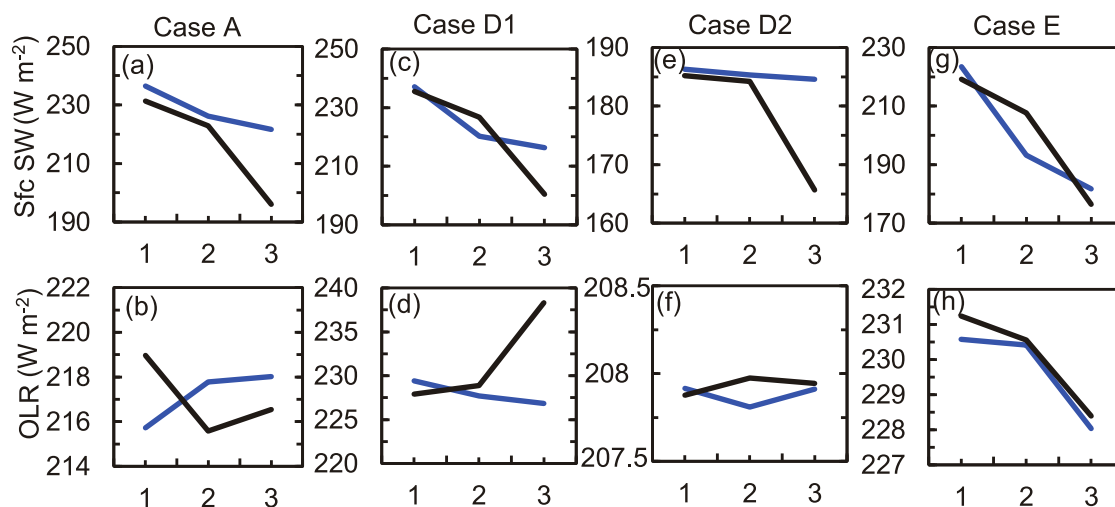 Case A Case D1 Case D2 Case E
Sfc SW (W m-2)
250 230 210 190
(a)
1 2 3
250 230 210 190
(c)
1 2 3
190 180 170 160
(e)
1 2 3
230 210 190 170
(g)
1 2 3
OLR (W m-2)
222 220 218 216 214
(b)
1 2 3
240 235 230 225 220
(d)
1 2 3
208.5 208 207.5
(f)
1 2 3
232 231 230 229 228 227
(h)
1 2 3